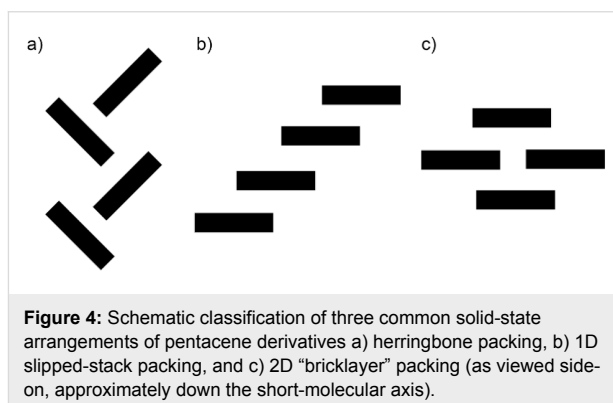 a)
b)
c)
Figure 4: Schematic classification of three common solid-state
arrangements of pentacene derivatives a) herringbone packing, b) 1D
slipped-stack packing, and c) 2D “bricklayer” packing (as viewed side-
on, approximately down the short-molecular axis).